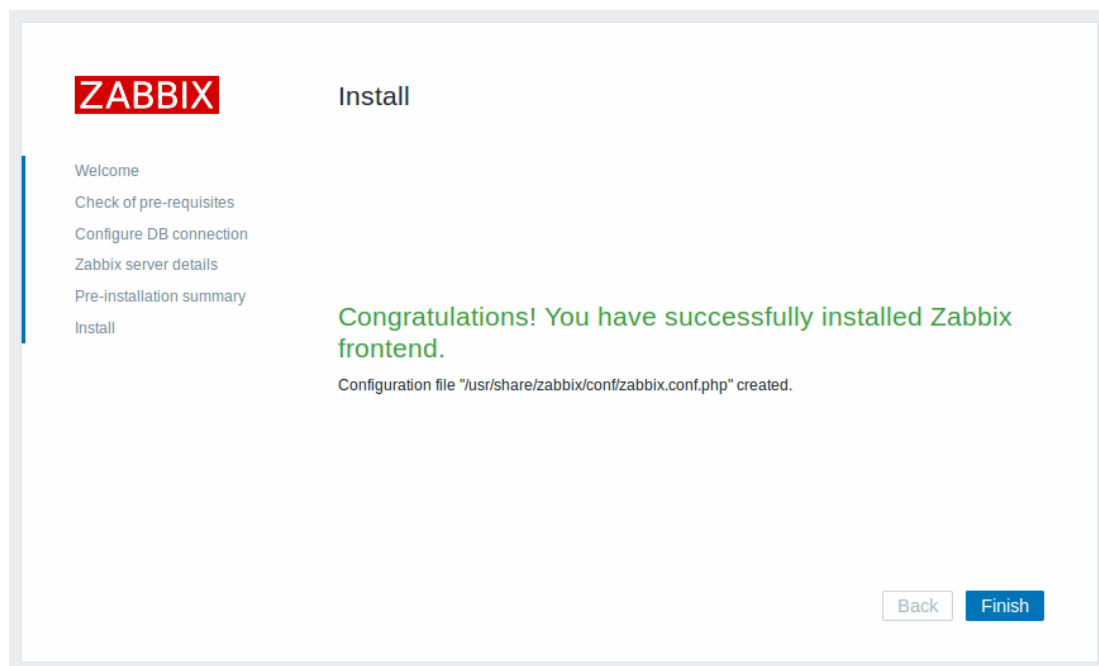 ZABBIX
Install
Welcome
Check of pre-requisites
Configure DB connection
Zabbix server details
Pre-installation summary
Install
Congratulations! You have successfully installed Zabbix
frontend.
Configuration file "/usr/share/zabbix/conf/zabbix.conf.php" created.
Back
Finish